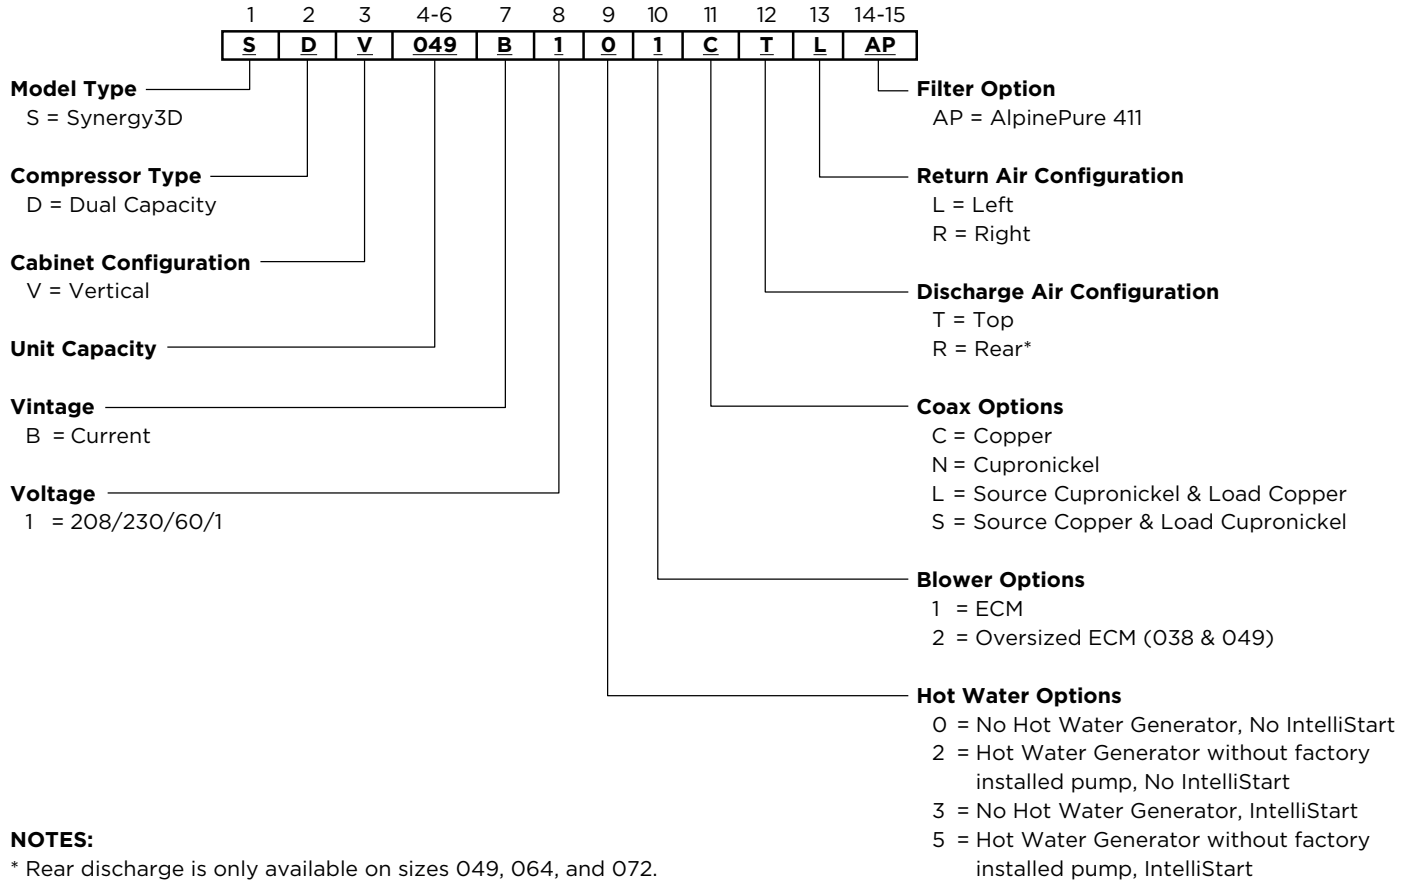 1 2 3 4-6 7 8 9 10 11 12 13 14-15
S D V 049 B 1 0 1 C T L AP
Model Type
S = Synergy3D
Compressor Type
D = Dual Capacity
Cabinet Configuration
V = Vertical
Unit Capacity
Vintage
B = Current
Voltage
1 = 208/230/60/1
Filter Option
AP = AlpinePure 411
Return Air Configuration
L = Left
R = Right
Discharge Air Configuration
T = Top
R = Rear*
Coax Options
C = Copper
N = Cupronickel
L = Source Cupronickel & Load Copper
S = Source Copper & Load Cupronickel
Blower Options
1 = ECM
2 = Oversized ECM (038 & 049)
Hot Water Options
0 = No Hot Water Generator, No IntelliStart
2 = Hot Water Generator without factory
installed pump, No IntelliStart
3 = No Hot Water Generator, IntelliStart
5 = Hot Water Generator without factory
installed pump, IntelliStart
NOTES:
* Rear discharge is only available on sizes 049, 064, and 072.